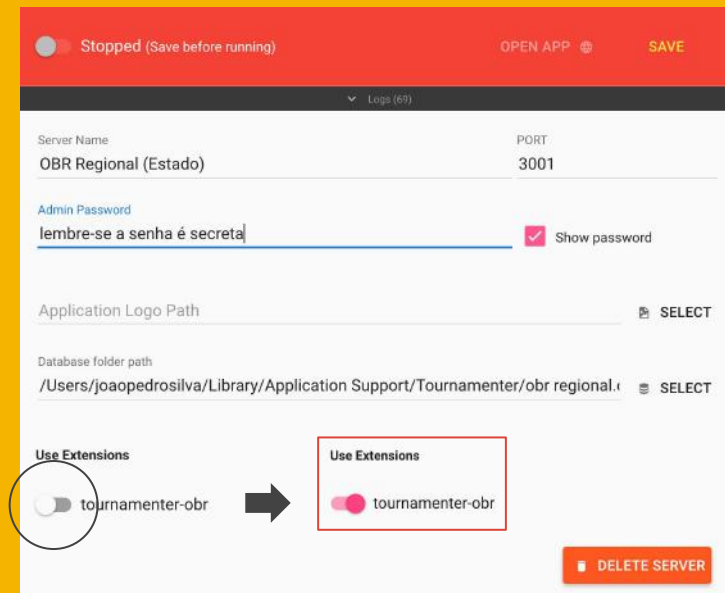 Stopped (Save before running) OPEN APP SAVE
Logs (69)
Server Name PORT
OBR Regional (Estado) 3001
Admin Password
lembre-se a senha é secreta Show password
Application Logo Path SELECT
Database folder path
/Users/joaopedrosilva/Library/Application Support/Tournamenter/obr regional. SELECT
Use Extensions Use Extensions
tournamenter-obr tournamenter-obr
DELETE SERVER